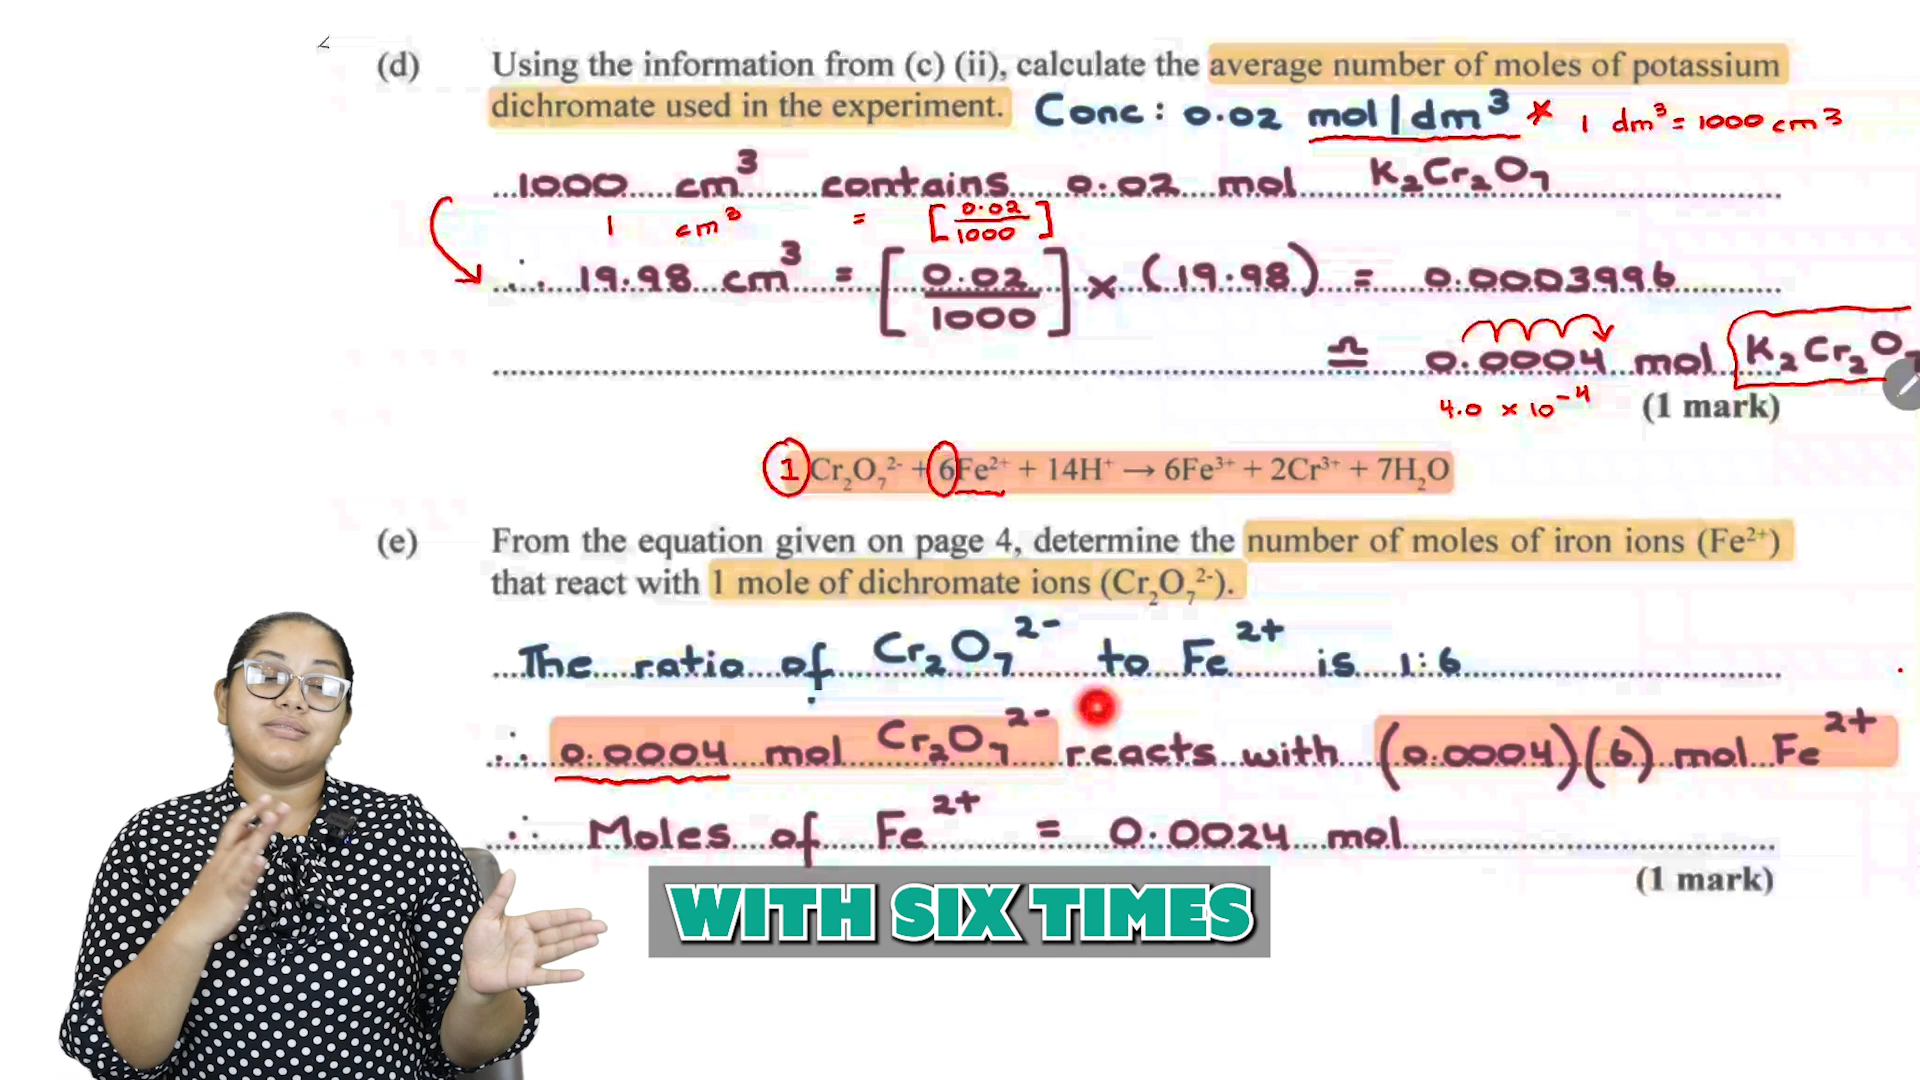 (d) Using the information from (c) (ii), calculate the average number of moles of potassium
dichromate used in the experiment. Conc : 0.02 mol|dm³ * 1 dm³ = 1000 cm3
1000 cm³ contains 0.02 mol K₂Cr₂O₇
1 cm³ = [0.02/1000]
∴ 19.98 cm³ = [0.02/1000] × (19.98) = 0.0003996
≏ 0.0004 mol K₂Cr₂O₇
4.0 × 10⁻⁴ (1 mark)
1 Cr₂O₇²⁻ + 6Fe²⁺ + 14H⁺ → 6Fe³⁺ + 2Cr³⁺ + 7H₂O
(e) From the equation given on page 4, determine the number of moles of iron ions (Fe²⁺)
that react with 1 mole of dichromate ions (Cr₂O₇²⁻).
The ratio of Cr₂O₇²⁻ to Fe²⁺ is 1:6
∴ 0.0004 mol Cr₂O₇²⁻ reacts with (0.0004)(6) mol Fe²⁺
∴ Moles of Fe²⁺ = 0.0024 mol
(1 mark)
WITH SIX TIMES